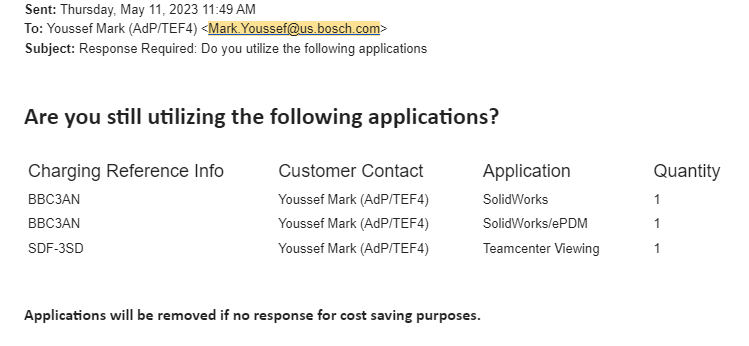 Sent: Thursday, May 11, 2023 11:49 AM
To: Youssef Mark (AdP/TEF4) <Mark.Youssef@us.bosch.com>
Subject: Response Required: Do you utilize the following applications
Are you still utilizing the following applications?
Charging Reference Info Customer Contact Application Quantity
BBC3AN Youssef Mark (AdP/TEF4) SolidWorks 1
BBC3AN Youssef Mark (AdP/TEF4) SolidWorks/ePDM 1
SDF-3SD Youssef Mark (AdP/TEF4) Teamcenter Viewing 1
Applications will be removed if no response for cost saving purposes.